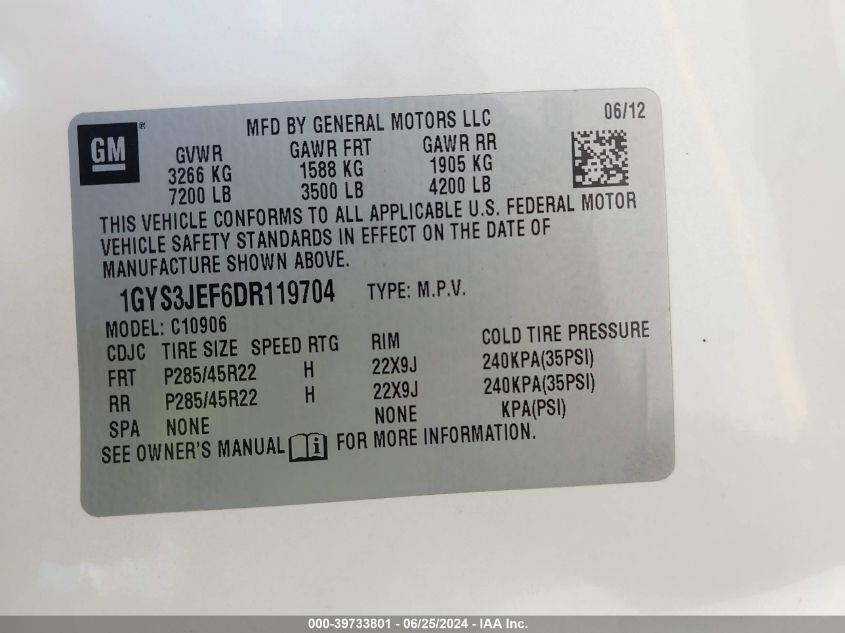 GM® MFD BY GENERAL MOTORS LLC 06/12
GVWR GAWR FRT GAWR RR
3266 KG 1588 KG 1905 KG
7200 LB 3500 LB 4200 LB
THIS VEHICLE CONFORMS TO ALL APPLICABLE U.S. FEDERAL MOTOR
VEHICLE SAFETY STANDARDS IN EFFECT ON THE DATE OF
MANUFACTURE SHOWN ABOVE.
1GYS3JEF6DR119704 TYPE: M.P.V.
MODEL: C10906
CDJC TIRE SIZE SPEED RTG RIM COLD TIRE PRESSURE
FRT P285/45R22 H 22X9J 240KPA(35PSI)
RR P285/45R22 H 22X9J 240KPA(35PSI)
SPA NONE NONE KPA(PSI)
SEE OWNER'S MANUAL FOR MORE INFORMATION.
000-39733801 - 06/25/2024 - IAA Inc.